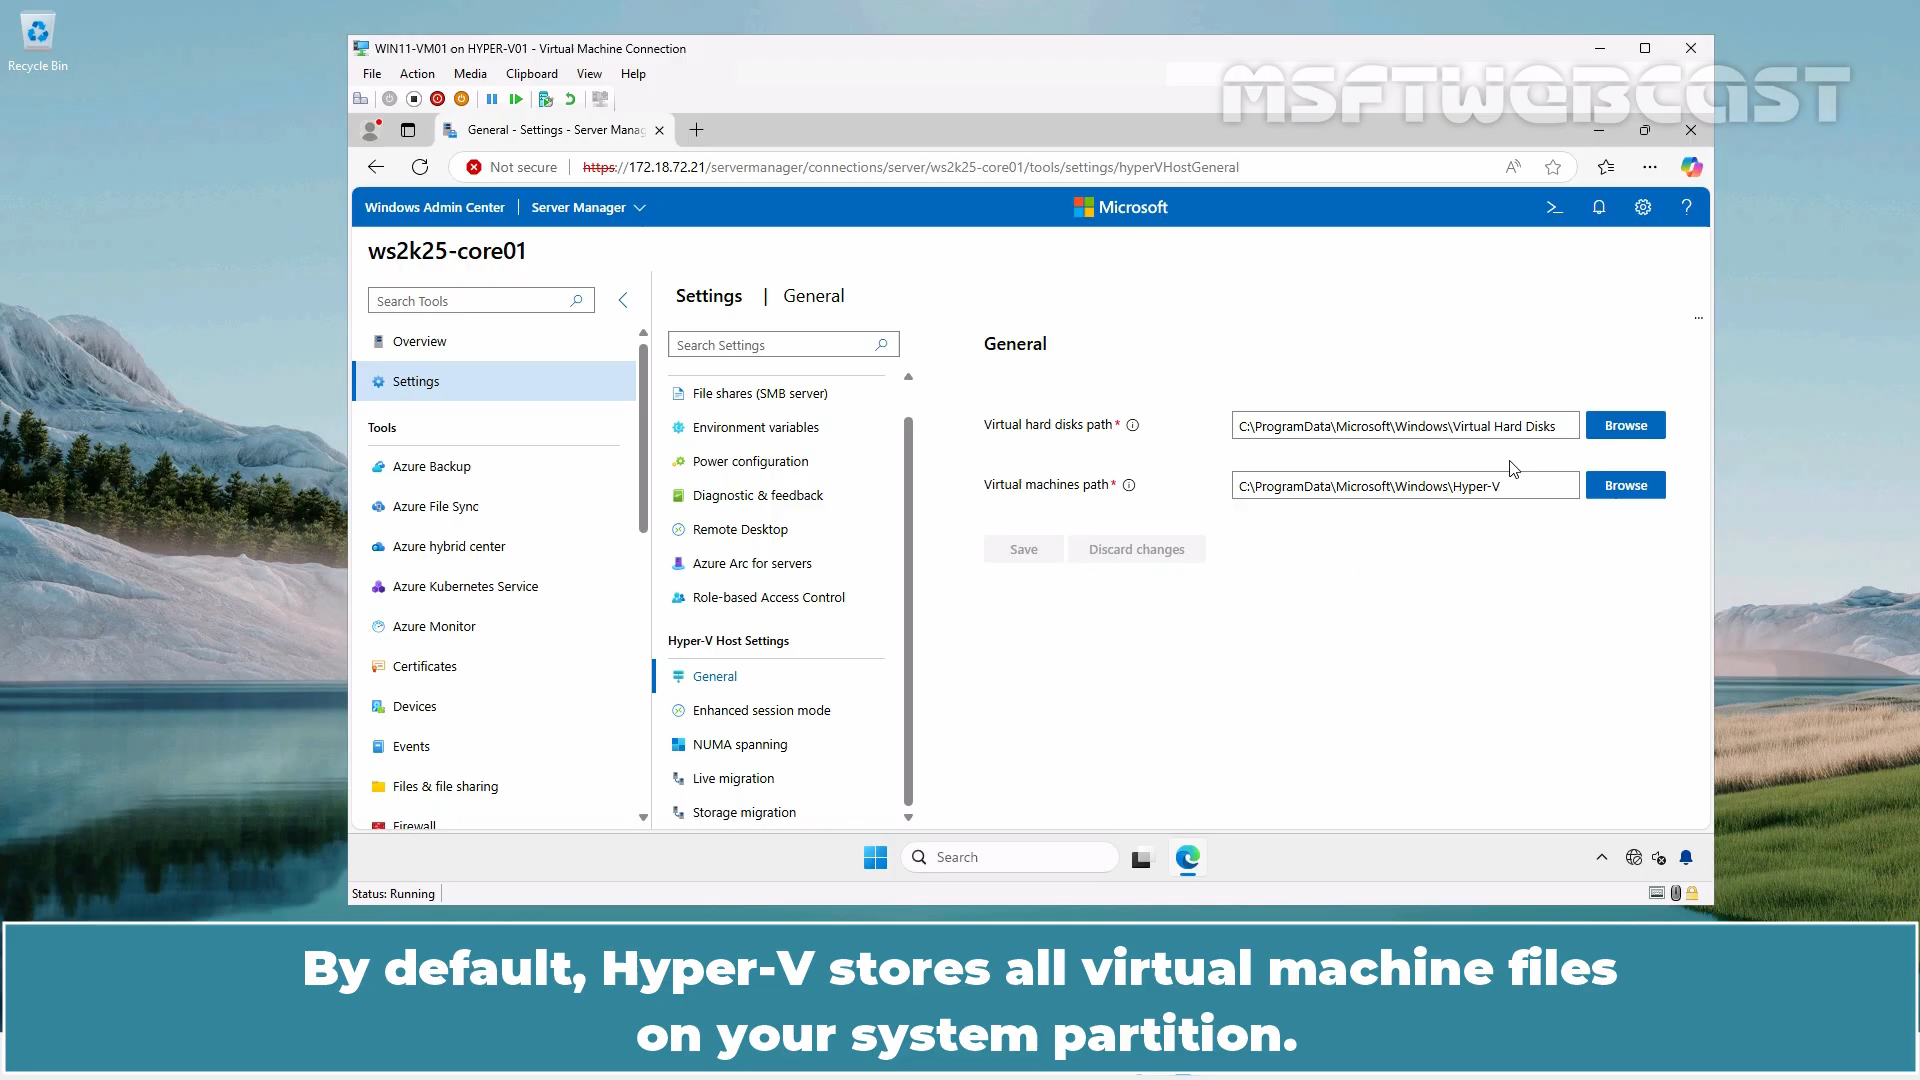 Recycle Bin
WIN11-VM01 on HYPER-V01 - Virtual Machine Connection
File Action Media Clipboard View Help
MSFTWEBCAST
General - Settings - Server Manag
Not secure https://172.18.72.21/servermanager/connections/server/ws2k25-core01/tools/settings/hyperVHostGeneral
Windows Admin Center Server Manager Microsoft
ws2k25-core01
Search Tools
Overview
Settings
Tools
Azure Backup
Azure File Sync
Azure hybrid center
Azure Kubernetes Service
Azure Monitor
Certificates
Devices
Events
Files & file sharing
Firewall
Settings | General
Search Settings
File shares (SMB server)
Environment variables
Power configuration
Diagnostic & feedback
Remote Desktop
Azure Arc for servers
Role-based Access Control
Hyper-V Host Settings
General
Enhanced session mode
NUMA spanning
Live migration
Storage migration
General
Virtual hard disks path * C:\ProgramData\Microsoft\Windows\Virtual Hard Disks Browse
Virtual machines path * C:\ProgramData\Microsoft\Windows\Hyper-V Browse
Save Discard changes
Search
Status: Running
By default, Hyper-V stores all virtual machine files
on your system partition.